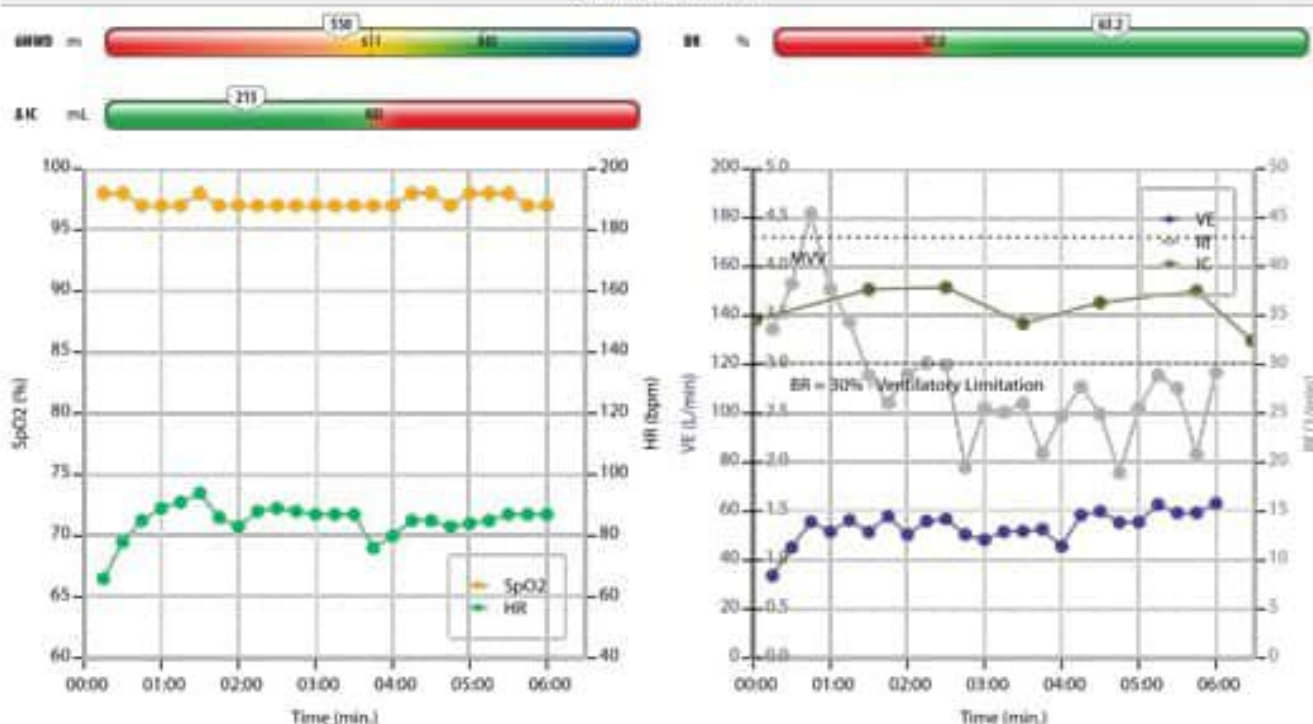 6MWD m 550 611
BR % 63.2
Δ IC mL 213
100 200 200 5.0 50
95 180 180 4.5 45
VE
Rf
IC
MVV
90 160 160 4.0 40
85 140 140 3.5 35
120 3.0 30
BR = 30% - Ventilatory Limitation
SpO2 (%) HR (bpm) VE (L/min)
80 120 100 2.5 25
75 100 80 2.0 20
70 80 60 1.5 15
SpO2
HR
65 60 40 1.0 10
20 0.5 5
60 40 0 0.0 0
00:00 01:00 02:00 03:00 04:00 05:00 06:00 00:00 01:00 02:00 03:00 04:00 05:00 06:00
Time (min.) Time (min.)